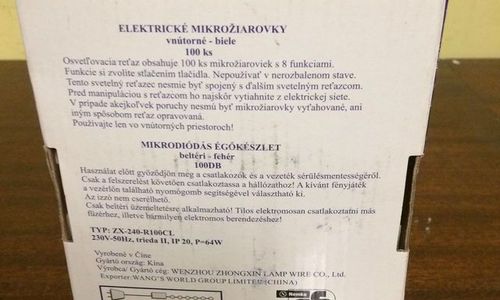 ELEKTRICKÉ MIKROŽIAROVKY
vnútorné - biele
100 ks
Osvetľovacia reťaz obsahuje 100 ks mikrožiaroviek s 8 funkciami.
Funkcie si zvolíte stlačením tlačidla. Nepoužívať v nerozbalenom stave.
Tento svetelný reťazec nesmie byť spojený s ďalším svetelným reťazcom.
Pred manipuláciou s reťazcom ho najskôr vytiahnite z elektrickej siete.
V prípade akejkoľvek poruchy nesmú byť mikrožiarovky vyťahované, ani
iným spôsobom reťaz opravovaná.
Používajte len vo vnútorných priestoroch!
MIKRODIÓDÁS ÉGŐKÉSZLET
beltéri - fehér
100DB
Használat előtt győződjön meg a csatlakozók és a vezeték sérülésmentességéről.
Csak a felszerelést követően csatlakoztassa a hállózathoz! A kívánt fényjáték
a vezérlőn található nyomógomb segítségével választható ki.
Az izzó nem cserélhető.
Csak beltéri üzemeltetésre alkalmazható! Tilos elektromosan csatlakoztatni más
fűzérhez, illetve bármilyen elektromos berendezéshez!
TYP: ZX-240-R100CL
230V-50Hz, trieda II, IP 20, P=64W
Vyrobené v Číne
Gyártó ország: Kína
Výrobca/ Gyártó cég: WENZHOU ZHONGXIN LAMP WIRE CO., Ltd.
Exporter:WANG'S WORLD GROUP LIMITED (CHINA)
Nemko